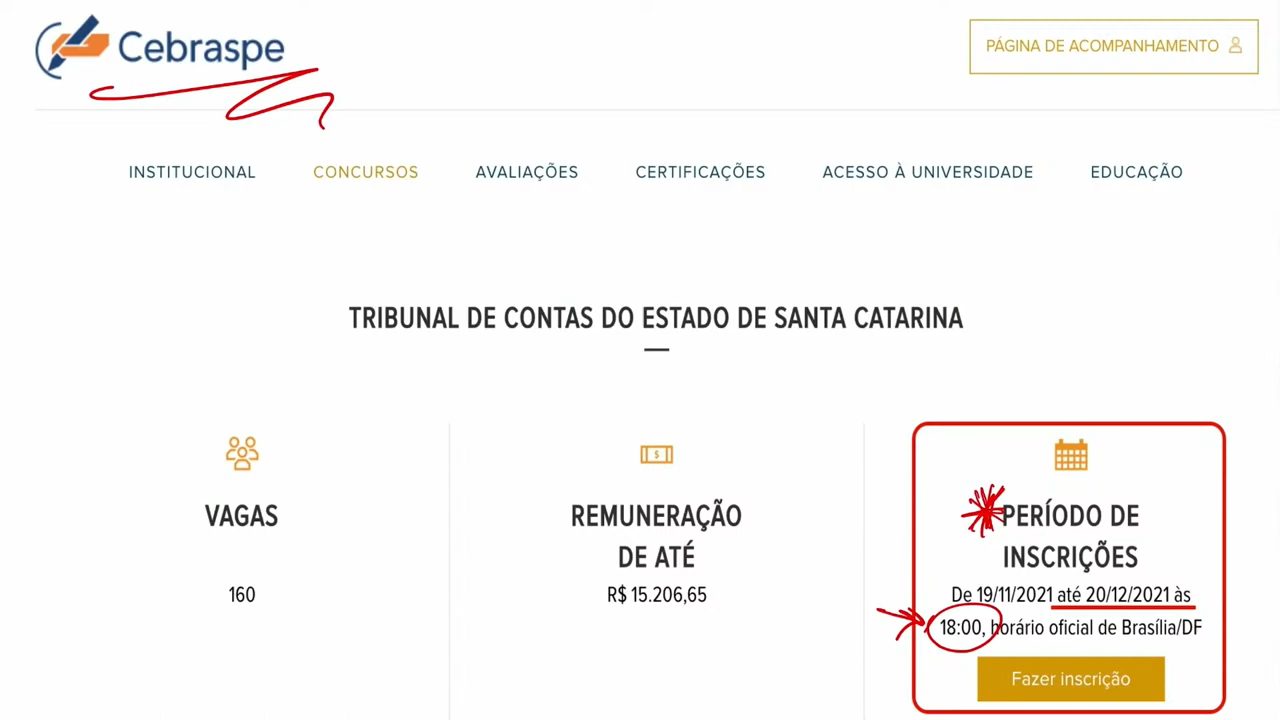 Cebraspe
PÁGINA DE ACOMPANHAMENTO
INSTITUCIONAL CONCURSOS AVALIAÇÕES CERTIFICAÇÕES ACESSO À UNIVERSIDADE EDUCAÇÃO
TRIBUNAL DE CONTAS DO ESTADO DE SANTA CATARINA
VAGAS
160
REMUNERAÇÃO
DE ATÉ
R$ 15.206,65
PERÍODO DE
INSCRIÇÕES
De 19/11/2021 até 20/12/2021 às
18:00, horário oficial de Brasília/DF
Fazer inscrição